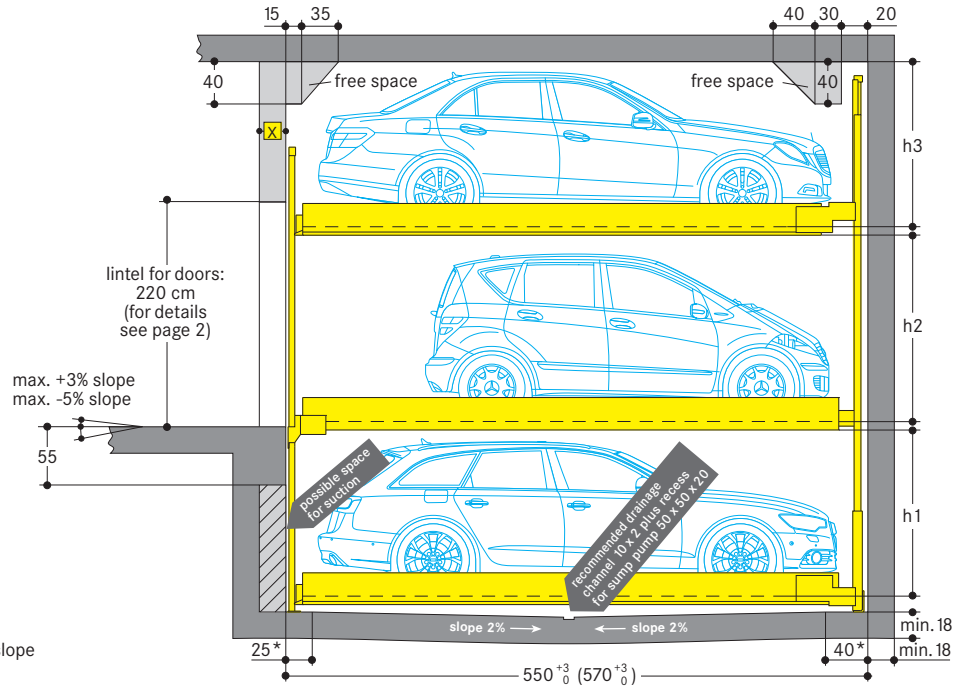 15 35 40 30 20
40 free space free space 40
X
h3
lintel for doors:
220 cm
(for details
see page 2)
h2
max. +3% slope
max. -5% slope
55
possible space
for suction
recommended drainage
channel 10 x 2 plus recess
for sump pump 50 x 50 x 20
h1
slope 2% → ← slope 2%
min. 18
slope
25* 40* min. 18
550 +3 0 (570 +3 0)